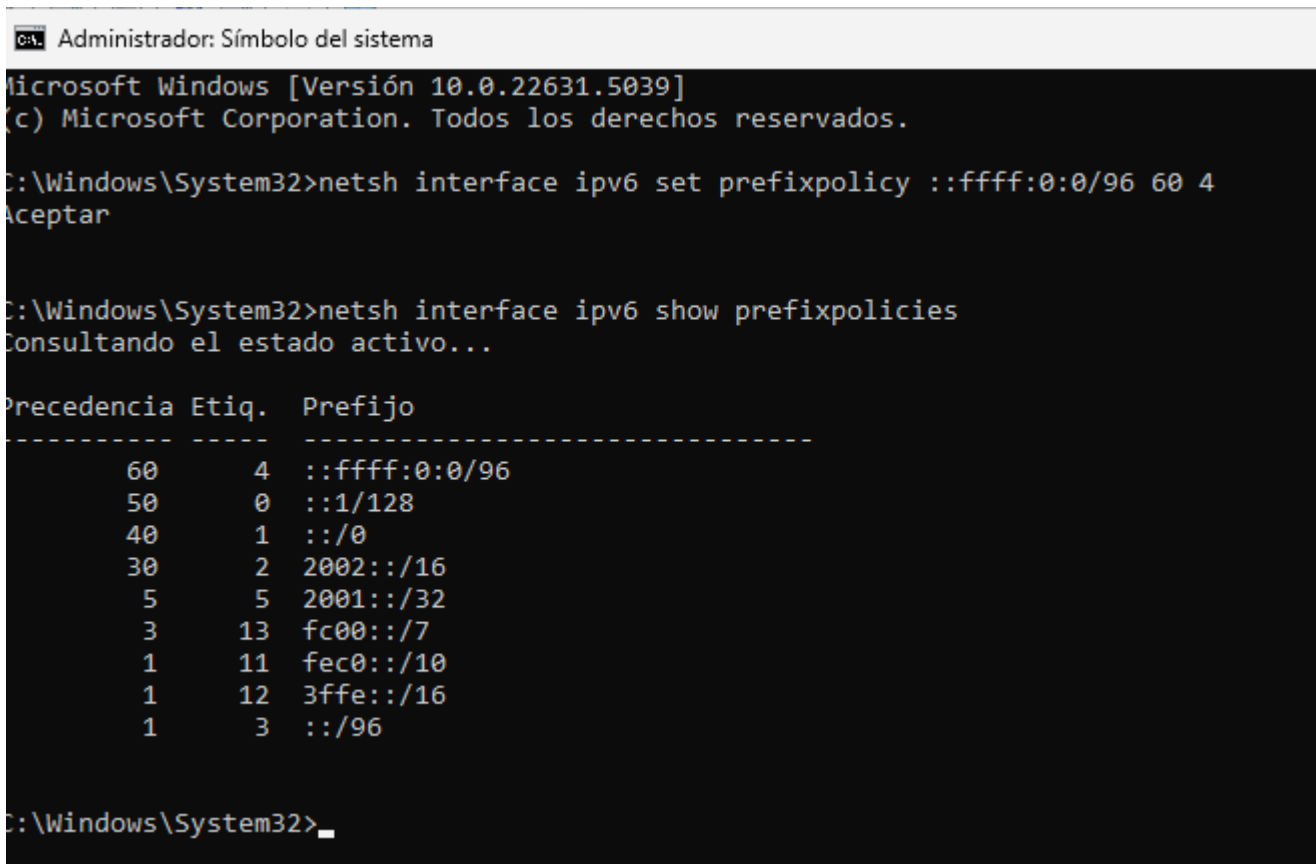 Administrador: Símbolo del sistema
Microsoft Windows [Versión 10.0.22631.5039]
(c) Microsoft Corporation. Todos los derechos reservados.
C:\Windows\System32>netsh interface ipv6 set prefixpolicy ::ffff:0:0/96 60 4
Aceptar
C:\Windows\System32>netsh interface ipv6 show prefixpolicies
Consultando el estado activo...
Precedencia Etiq.  Prefijo
----------- -----  --------------------------------
60      4  ::ffff:0:0/96
50      0  ::1/128
40      1  ::/0
30      2  2002::/16
5      5  2001::/32
3     13  fc00::/7
1     11  fec0::/10
1     12  3ffe::/16
1      3  ::/96
C:\Windows\System32>